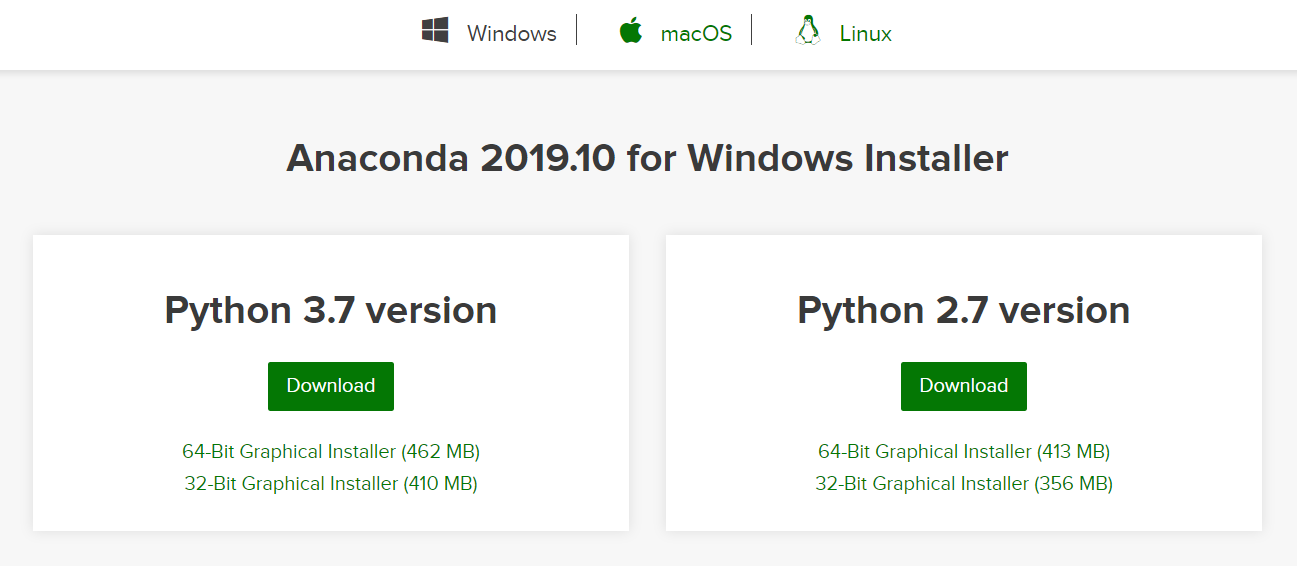 Windows macOS Linux
Anaconda 2019.10 for Windows Installer
Python 3.7 version
Download
64-Bit Graphical Installer (462 MB)
32-Bit Graphical Installer (410 MB)
Python 2.7 version
Download
64-Bit Graphical Installer (413 MB)
32-Bit Graphical Installer (356 MB)